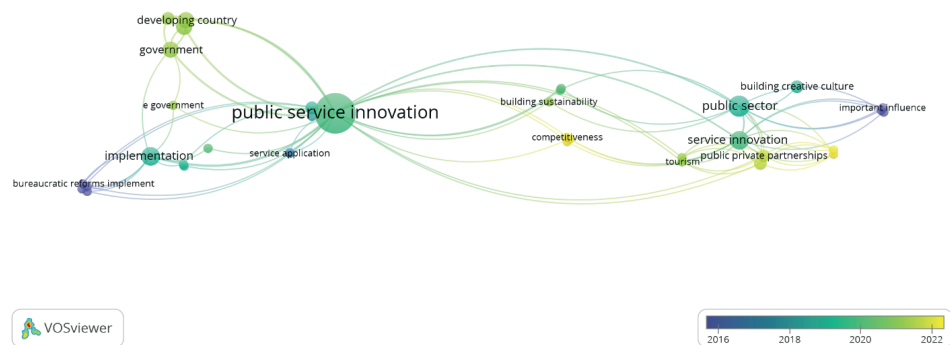 developing country
government
e government
public service innovation
implementation
service application
bureaucratic reforms implement
building sustainability
competitiveness
building creative culture
public sector
important influence
service innovation
tourism
public private partnerships
VOSviewer
2016
2018
2020
2022